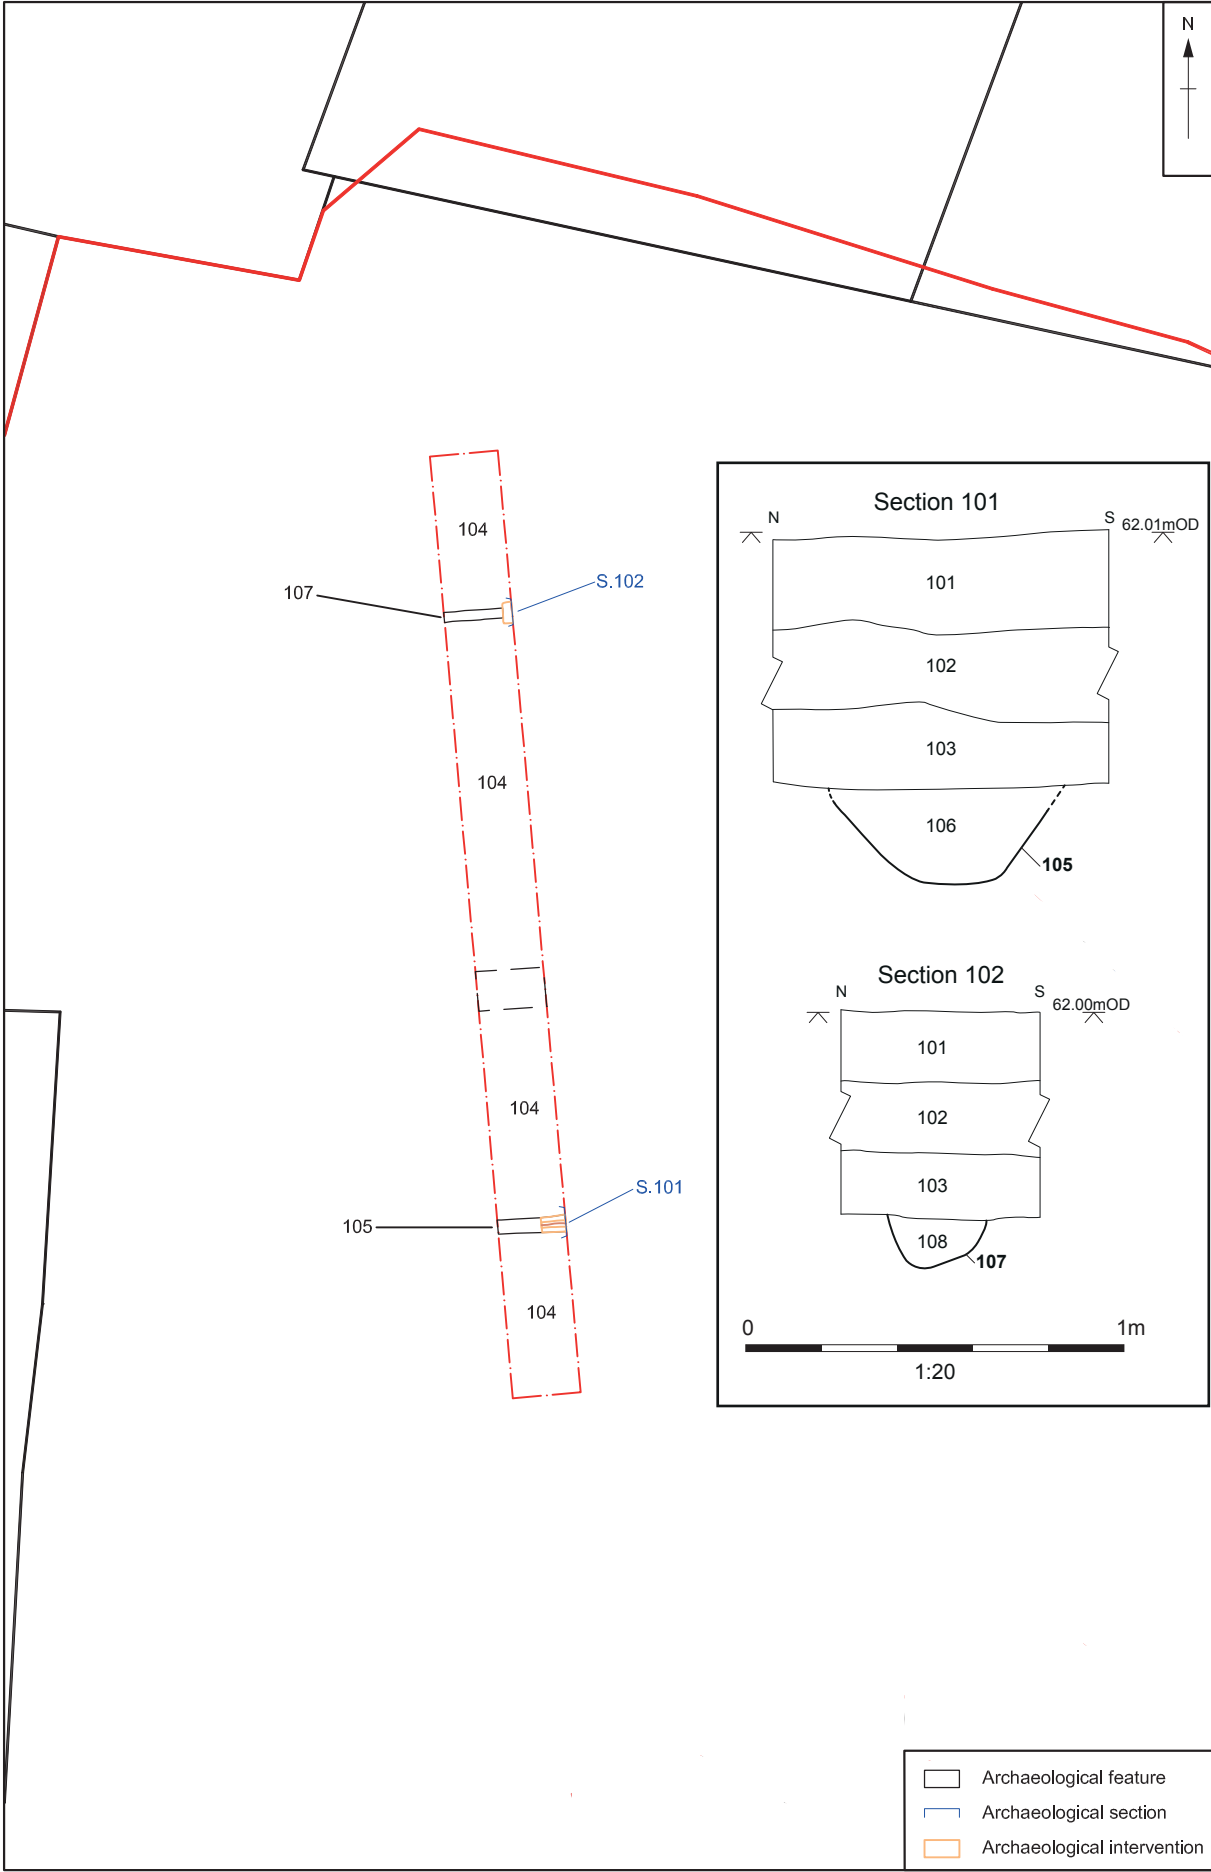 N
104
107
S.102
104
104
S.101
105
104
Section 101
N
S
62.01mOD
101
102
103
106
105
Section 102
N
S
62.00mOD
101
102
103
108
107
0
1m
1:20
Archaeological feature
Archaeological section
Archaeological intervention